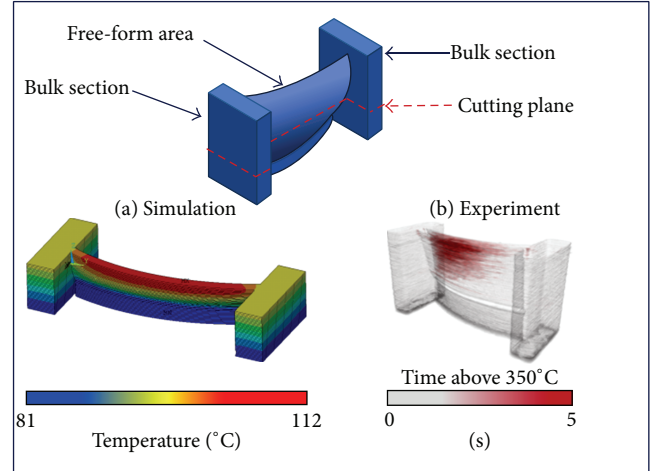 Free-form area
Bulk section
Bulk section
Cutting plane
(a) Simulation
(b) Experiment
81
112
Temperature (°C)
Time above 350°C
0
5
(s)